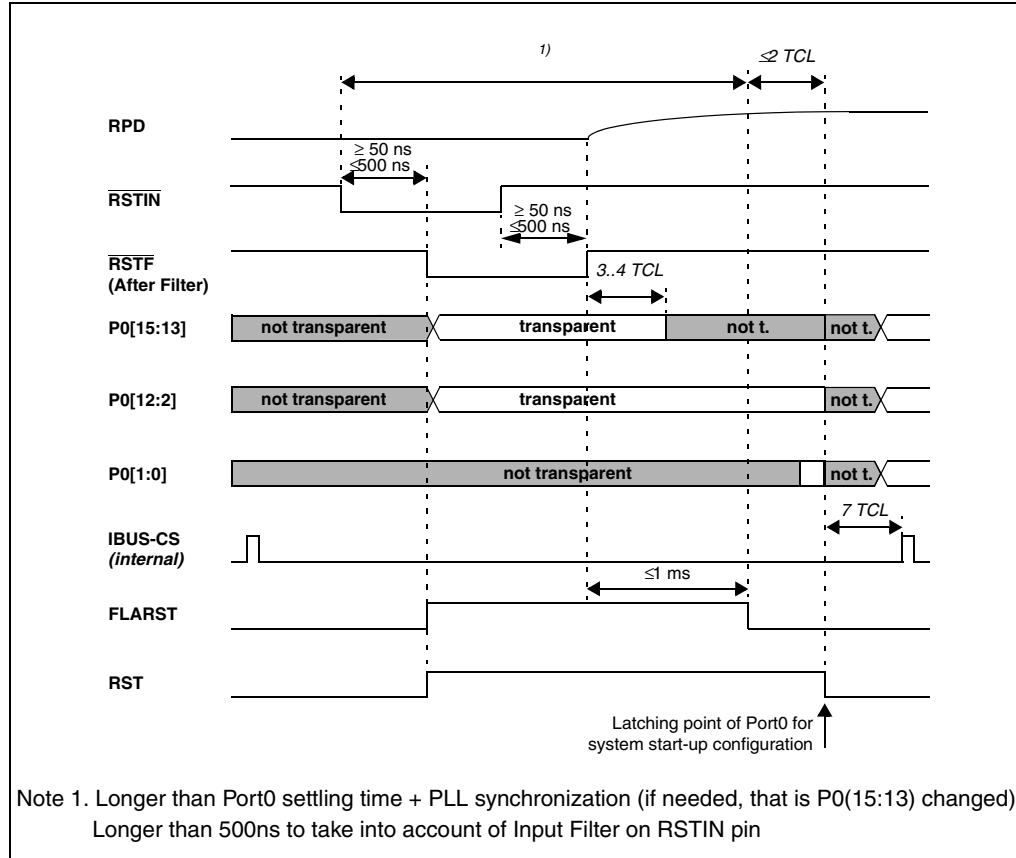 1)
≤2 TCL
RPD
≥ 50 ns
≤500 ns
RSTIN
≥ 50 ns
≤500 ns
RSTF
(After Filter)
3..4 TCL
P0[15:13]
not transparent
transparent
not t.
not t.
P0[12:2]
not transparent
transparent
not t.
P0[1:0]
not transparent
not t.
7 TCL
IBUS-CS
(internal)
≤1 ms
FLARST
RST
Latching point of Port0 for
system start-up configuration
Note 1. Longer than Port0 settling time + PLL synchronization (if needed, that is P0(15:13) changed)
Longer than 500ns to take into account of Input Filter on RSTIN pin